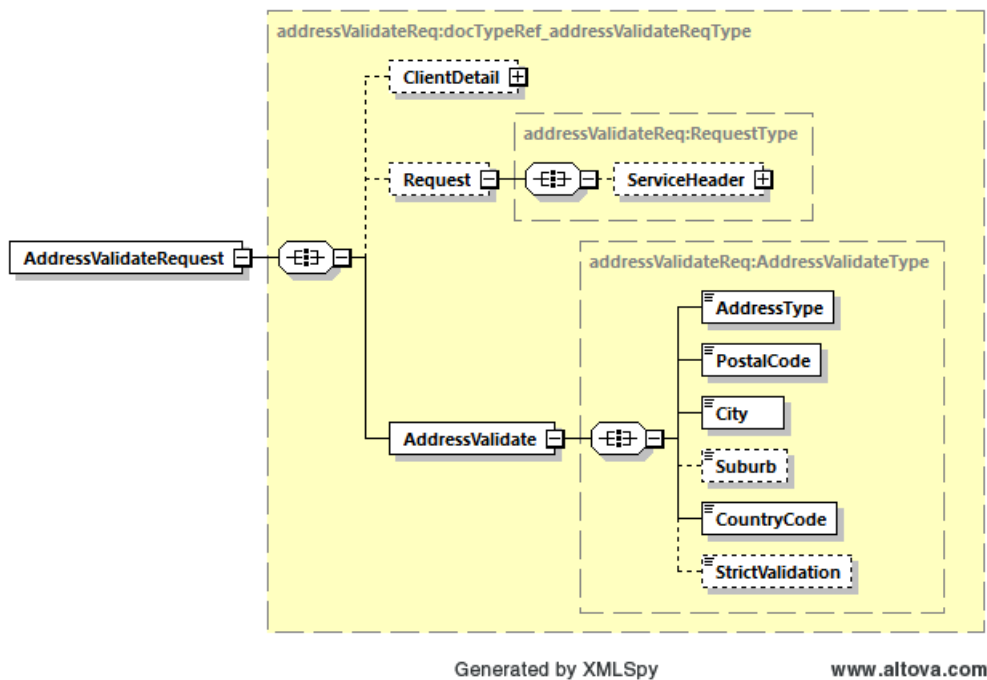 addressValidateReq:docTypeRef_addressValidateReqType
ClientDetail
addressValidateReq:RequestType
Request
ServiceHeader
AddressValidateRequest
addressValidateReq:AddressValidateType
AddressType
PostalCode
City
AddressValidate
Suburb
CountryCode
StrictValidation
Generated by XMLSpy
www.altova.com